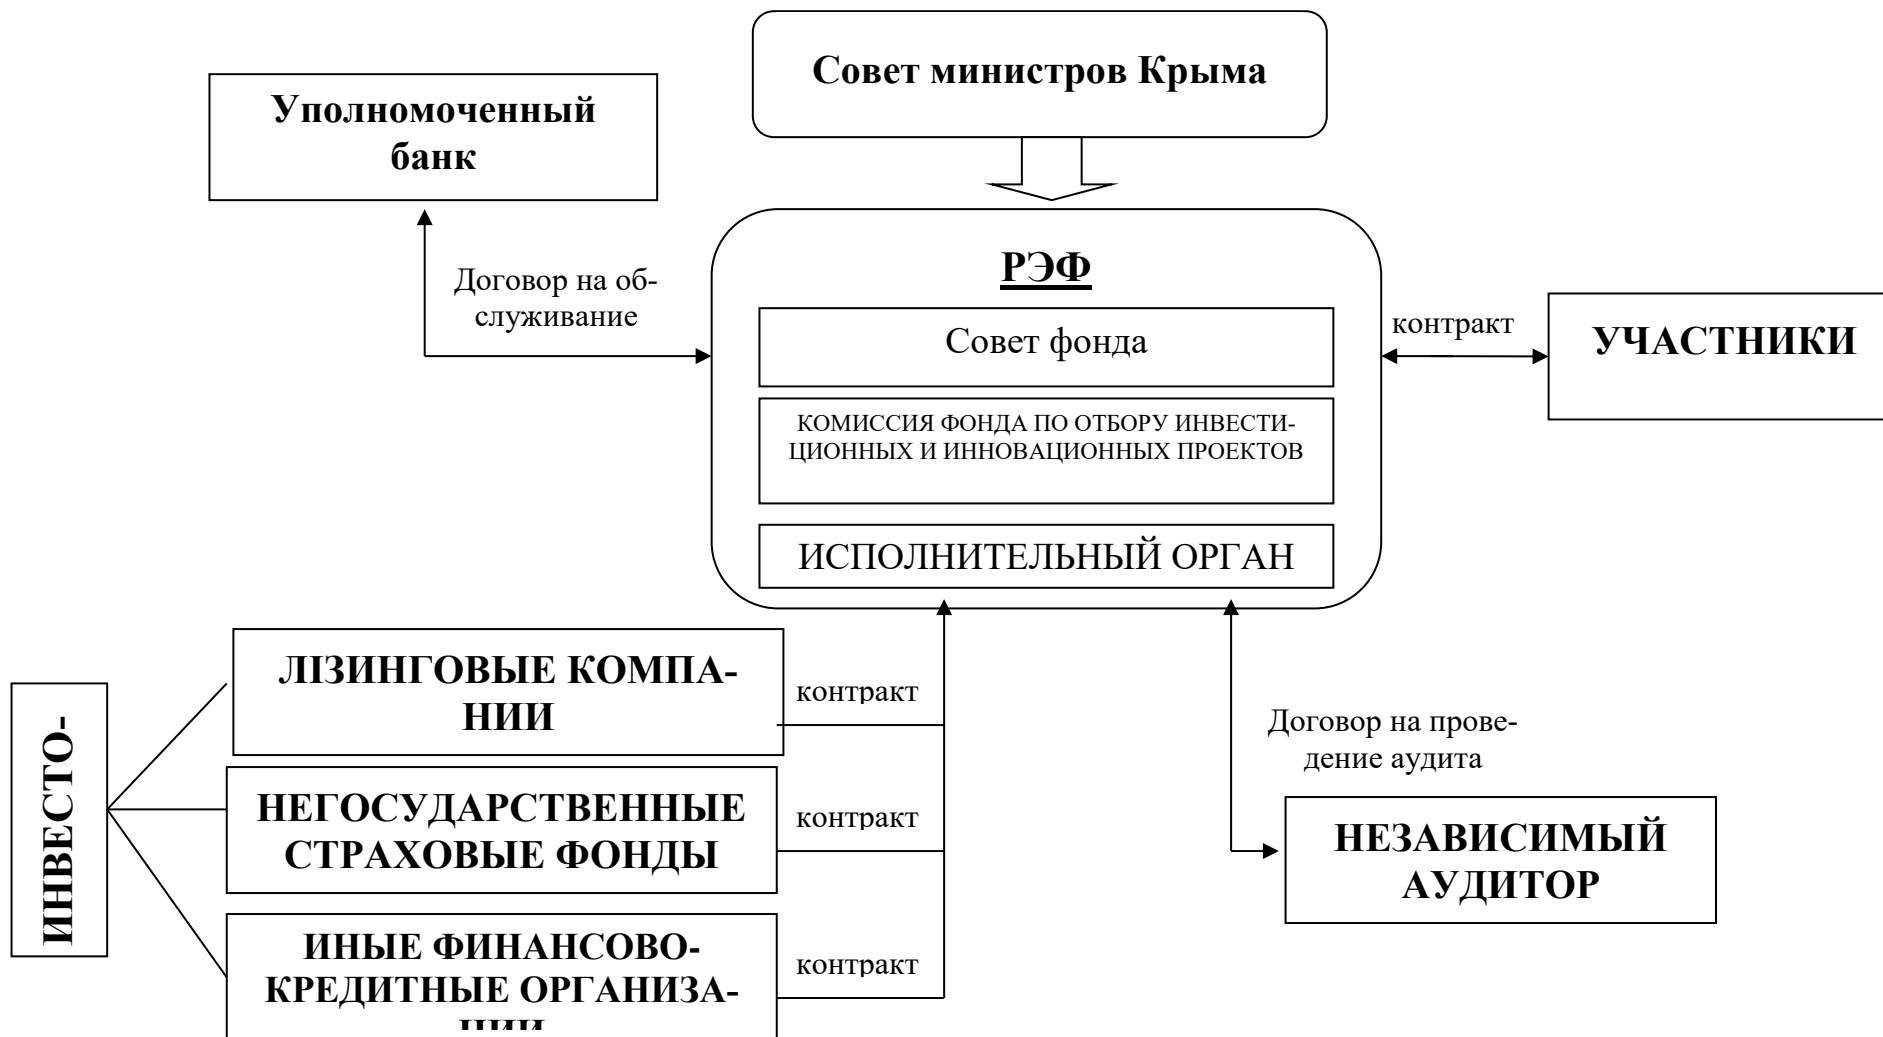 Совет министров Крыма
Уполномоченный
банк
РЭФ
Договор на об-
служивание
Совет фонда
контракт
УЧАСТНИКИ
КОМИССИЯ ФОНДА ПО ОТБОРУ ИНВЕСТИ-
ЦИОННЫХ И ИННОВАЦИОННЫХ ПРОЕКТОВ
ИСПОЛНИТЕЛЬНЫЙ ОРГАН
ИНВЕСТО-
ЛІЗИНГОВЫЕ КОМПА-
НИИ
контракт
НЕГОСУДАРСТВЕННЫЕ
СТРАХОВЫЕ ФОНДЫ
контракт
ИНЫЕ ФИНАНСОВО-
КРЕДИТНЫЕ ОРГАНИЗА-
ЦИИ
контракт
Договор на прове-
дение аудита
НЕЗАВИСИМЫЙ
АУДИТОР